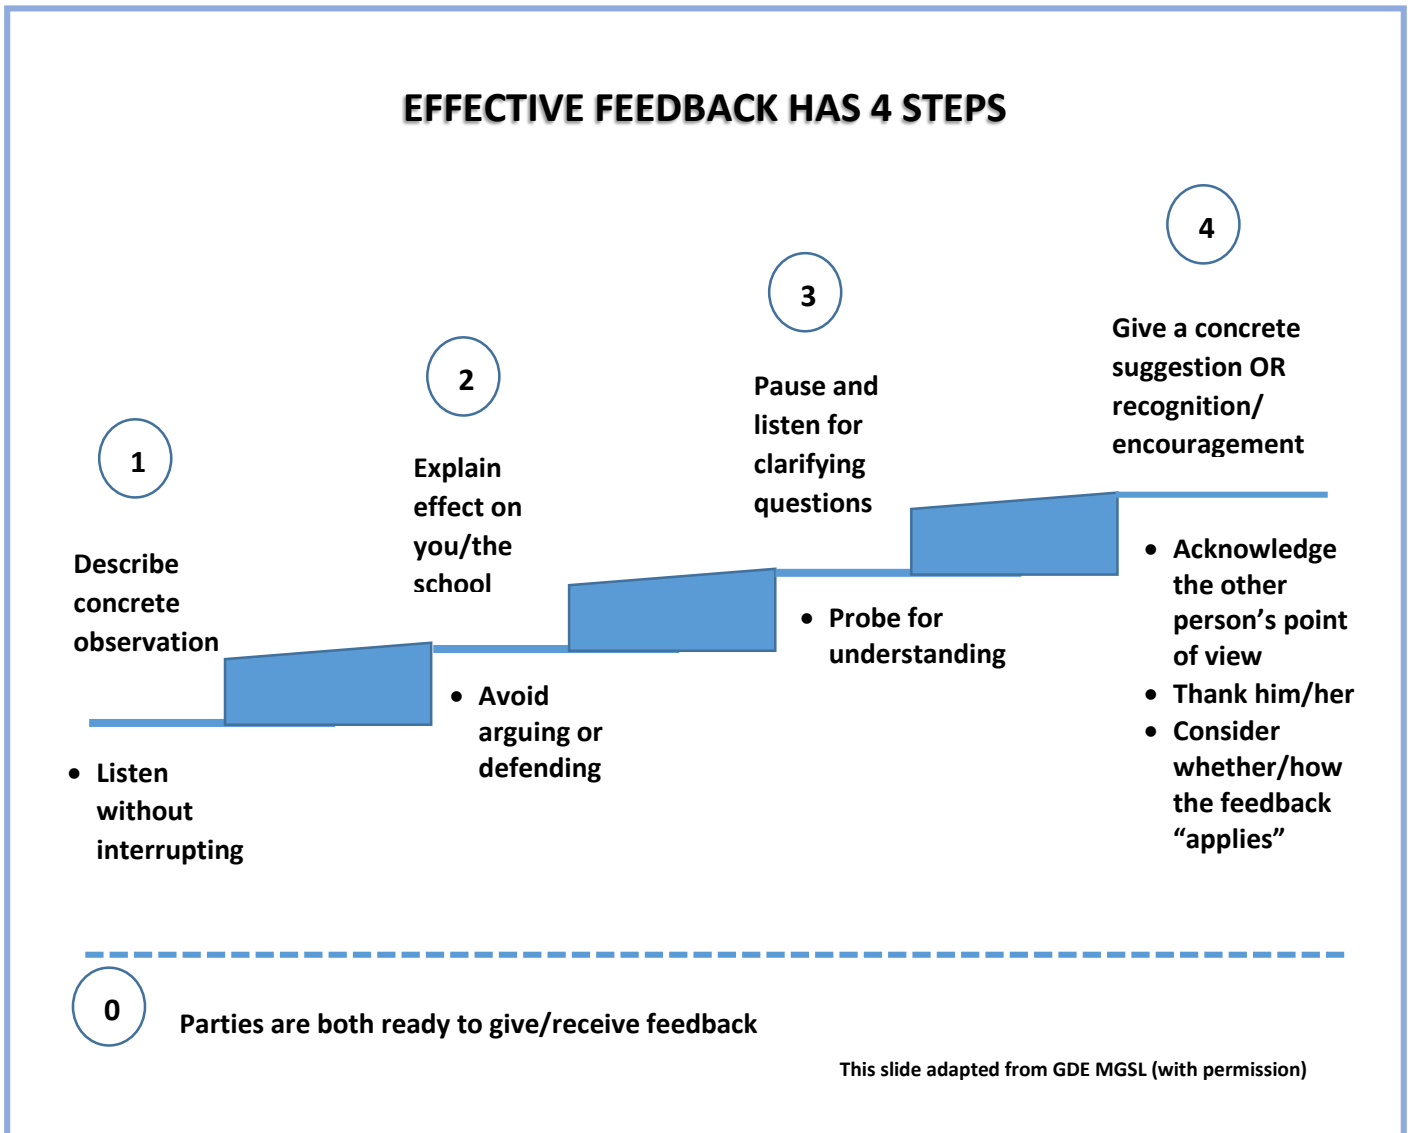 EFFECTIVE FEEDBACK HAS 4 STEPS
1
Describe
concrete
observation
• Listen
without
interrupting
2
Explain
effect on
you/the
school
• Avoid
arguing or
defending
3
Pause and
listen for
clarifying
questions
• Probe for
understanding
4
Give a concrete
suggestion OR
recognition/
encouragement
• Acknowledge
the other
person’s point
of view
• Thank him/her
• Consider
whether/how
the feedback
“applies”
0
Parties are both ready to give/receive feedback
This slide adapted from GDE MGSL (with permission)